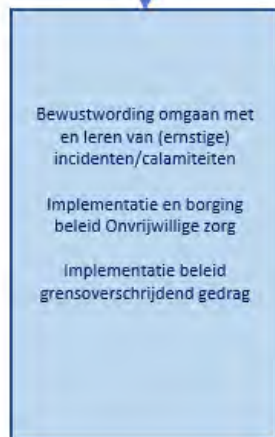 Bewustwording omgaan met
en leren van (ernstige)
incidenten/calamiteiten
Implementatie en borging
beleid Onvrijwillige zorg
Implementatie beleid
grensoverschrijdend gedrag